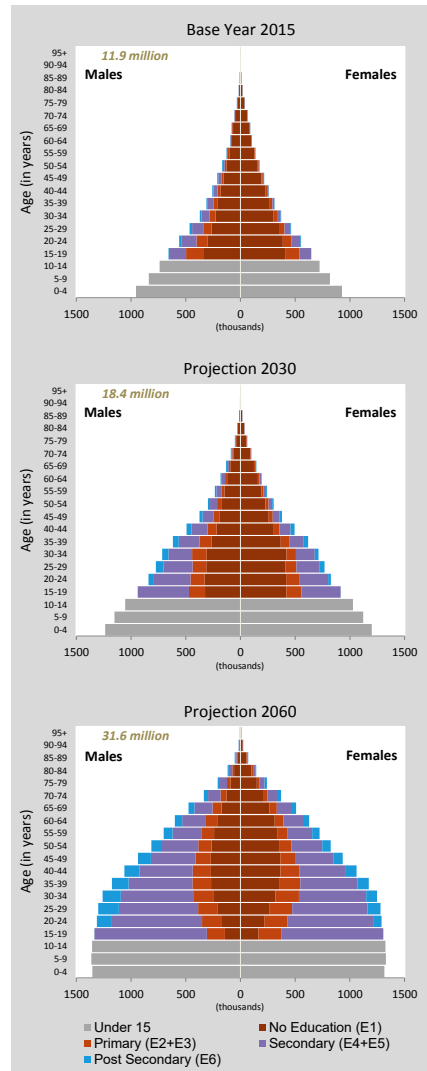 Base Year 2015
11.9 million
Males
Females
Age (in years)
95+
90-94
85-89
80-84
75-79
70-74
65-69
60-64
55-59
50-54
45-49
40-44
35-39
30-34
25-29
20-24
15-19
10-14
5-9
0-4
1500 1000 500 0 500 1000 1500
(thousands)
Projection 2030
18.4 million
Males
Females
Age (in years)
95+
90-94
85-89
80-84
75-79
70-74
65-69
60-64
55-59
50-54
45-49
40-44
35-39
30-34
25-29
20-24
15-19
10-14
5-9
0-4
1500 1000 500 0 500 1000 1500
(thousands)
Projection 2060
31.6 million
Males
Females
Age (in years)
95+
90-94
85-89
80-84
75-79
70-74
65-69
60-64
55-59
50-54
45-49
40-44
35-39
30-34
25-29
20-24
15-19
10-14
5-9
0-4
1500 1000 500 0 500 1000 1500
(thousands)
Under 15
No Education (E1)
Primary (E2+E3)
Secondary (E4+E5)
Post Secondary (E6)